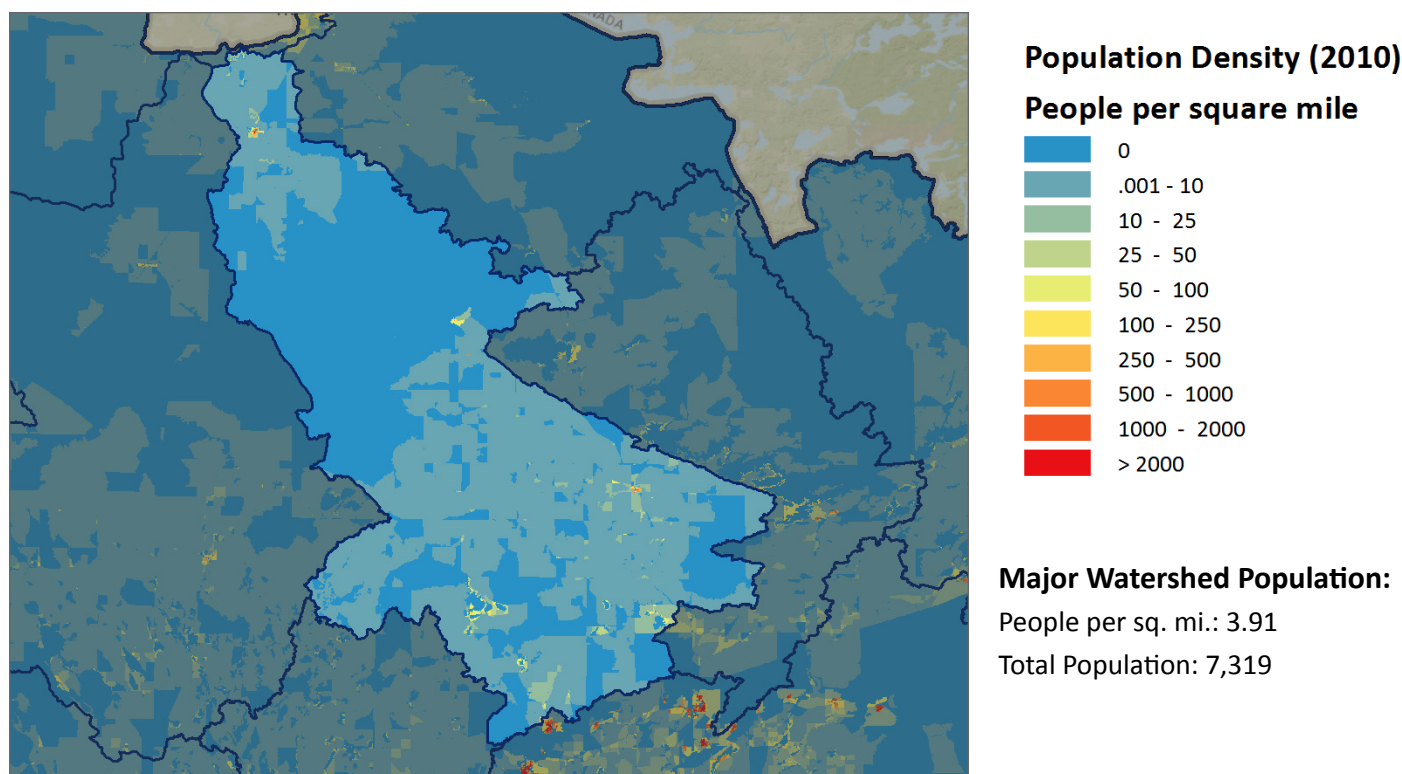 NADA
Population Density (2010)
People per square mile
0
.001 - 10
10 - 25
25 - 50
50 - 100
100 - 250
250 - 500
500 - 1000
1000 - 2000
> 2000
Major Watershed Population:
People per sq. mi.: 3.91
Total Population: 7,319